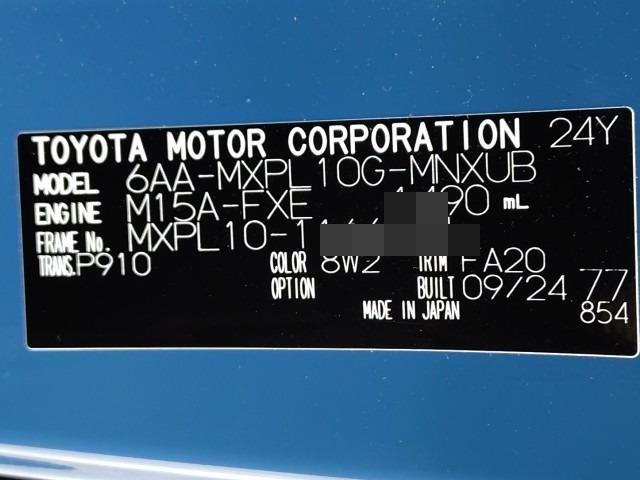 TOYOTA MOTOR CORPORATION 24Y
MODEL 6AA-MXPL10G-MNXUB
ENGINE M15A-FXE 1490 mL
FRAME No. MXPL10-1
TRANS. P910 COLOR 8W2 TRIM FA20
OPTION BUILT 09/24 77
MADE IN JAPAN 854